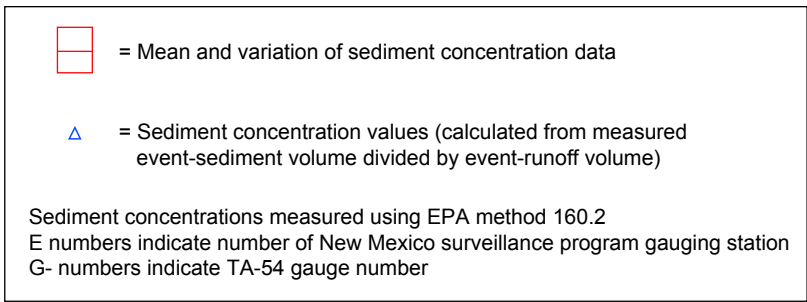 = Mean and variation of sediment concentration data
= Sediment concentration values (calculated from measured
event-sediment volume divided by event-runoff volume)
Sediment concentrations measured using EPA method 160.2
E numbers indicate number of New Mexico surveillance program gauging station
G- numbers indicate TA-54 gauge number